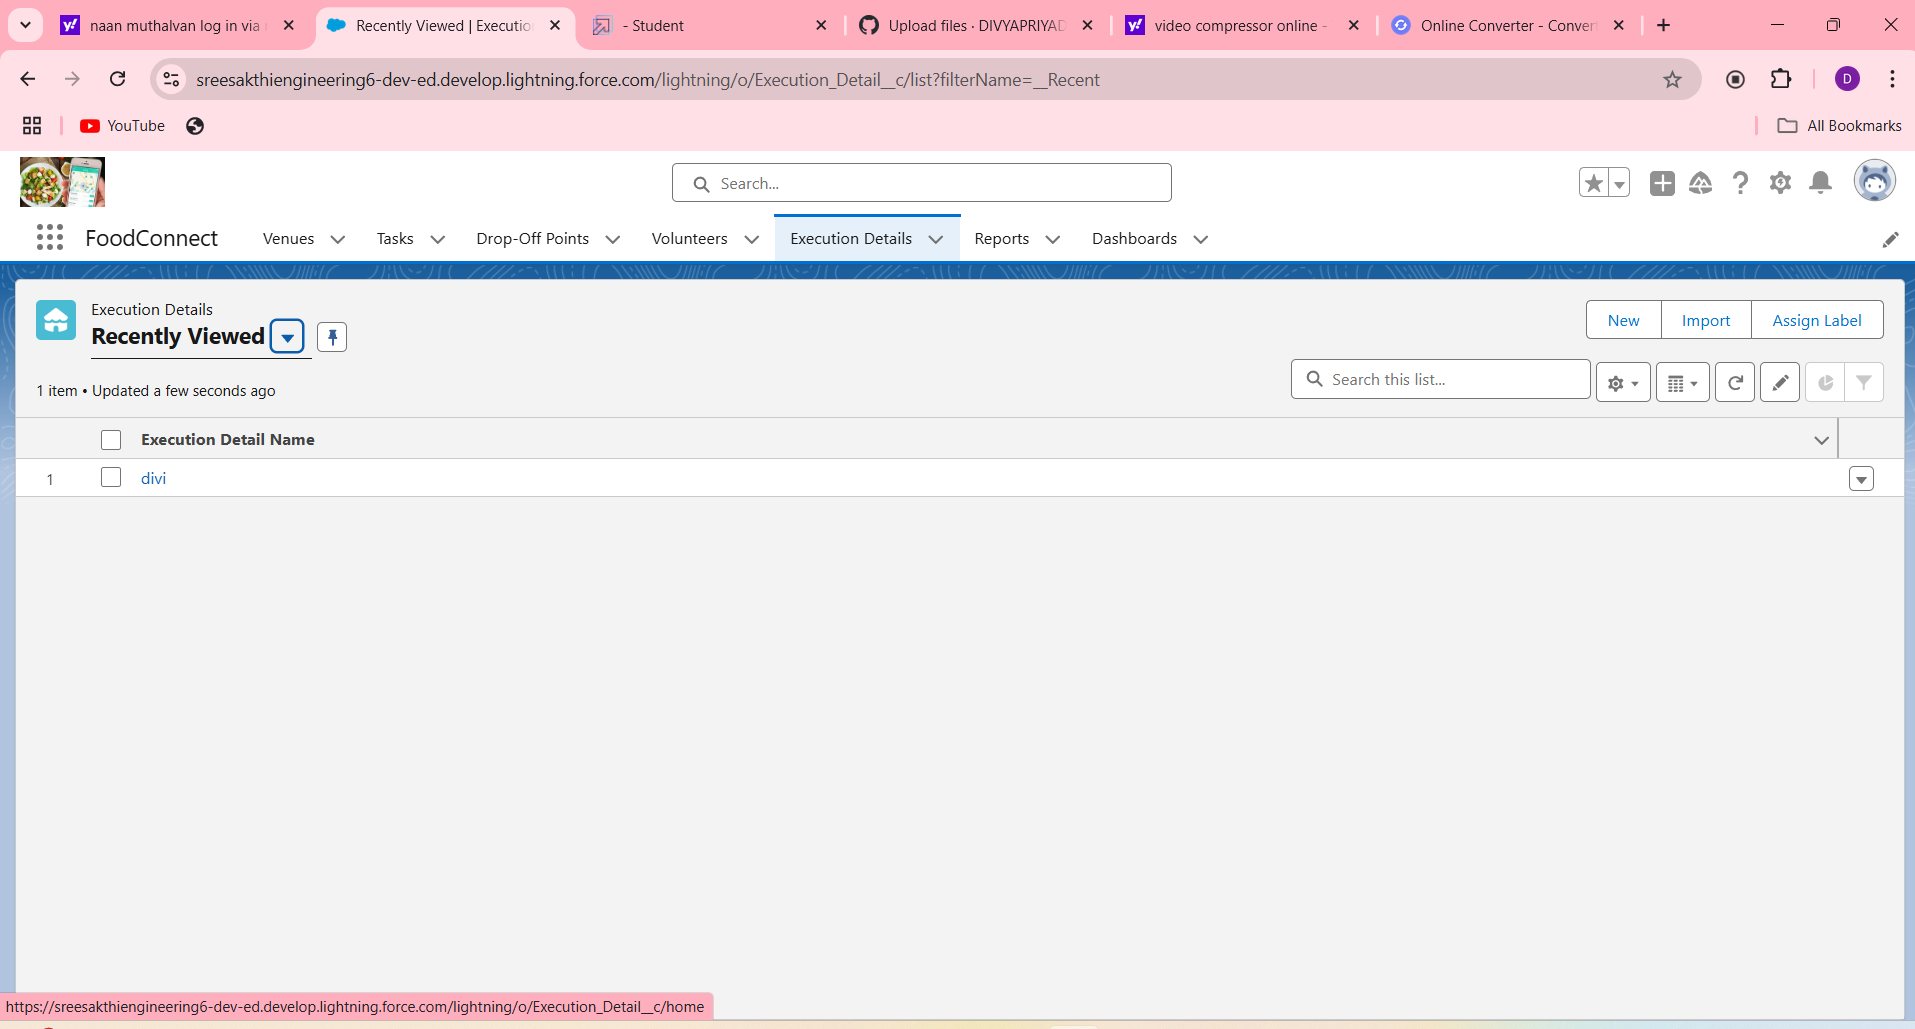 naan muthalvan log in via
Recently Viewed | Executio
- Student
Upload files · DIVYAPRIYAD
video compressor online -
Online Converter - Conver
sreesakthiengineering6-dev-ed.develop.lightning.force.com/lightning/o/Execution_Detail__c/list?filterName=__Recent
D
YouTube
All Bookmarks
Search...
FoodConnect
Venues
Tasks
Drop-Off Points
Volunteers
Execution Details
Reports
Dashboards
Execution Details
Recently Viewed
New
Import
Assign Label
1 item • Updated a few seconds ago
Search this list...
Execution Detail Name
1
divi
https://sreesakthiengineering6-dev-ed.develop.lightning.force.com/lightning/o/Execution_Detail__c/home